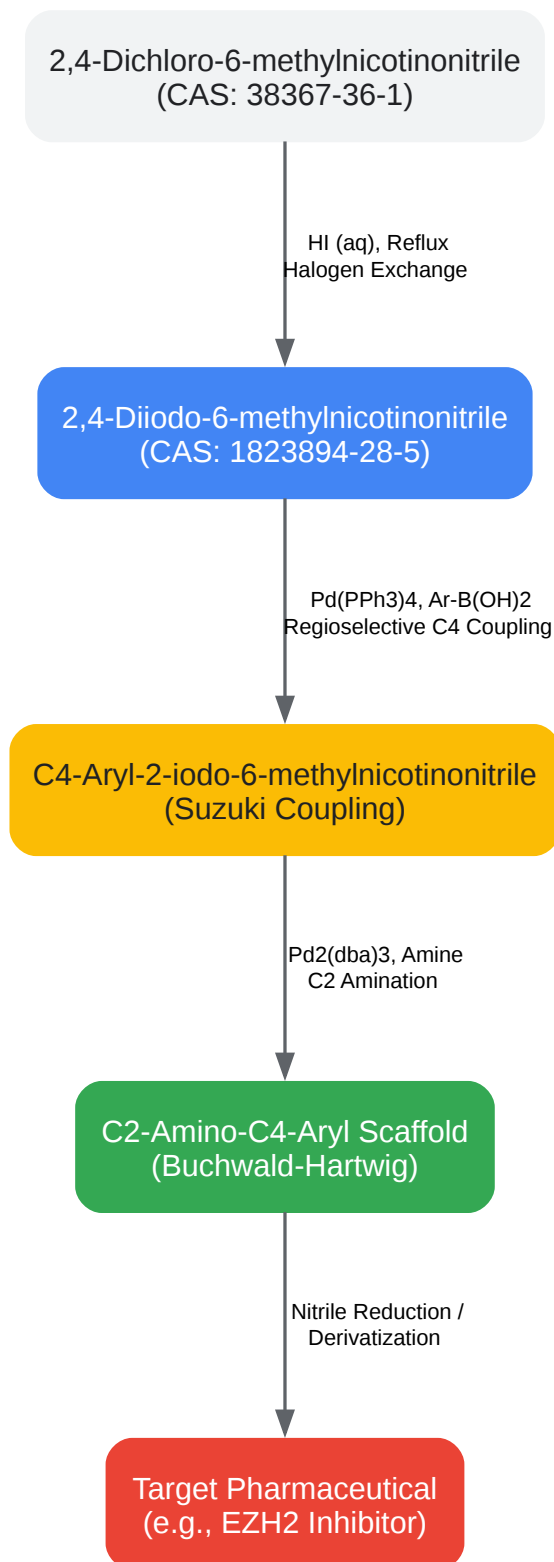 2,4-Dichloro-6-methylnicotinonitrile
(CAS: 38367-36-1)
HI (aq), Reflux
Halogen Exchange
2,4-Diiodo-6-methylnicotinonitrile
(CAS: 1823894-28-5)
Pd(PPh3)4, Ar-B(OH)2
Regioselective C4 Coupling
C4-Aryl-2-iodo-6-methylnicotinonitrile
(Suzuki Coupling)
Pd2(dba)3, Amine
C2 Amination
C2-Amino-C4-Aryl Scaffold
(Buchwald-Hartwig)
Nitrile Reduction /
Derivatization
Target Pharmaceutical
(e.g., EZH2 Inhibitor)